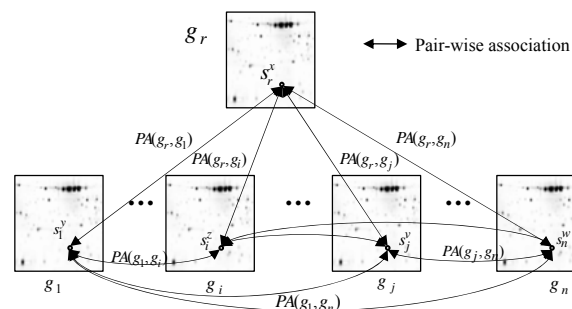 g_r
Pair-wise association
s_r^x
PA(g_r,g_1)
PA(g_r,g_i)
PA(g_r,g_j)
PA(g_r,g_n)
s_1^y
s_i^z
s_j^v
s_n^w
PA(g_1,g_i)
PA(g_j,g_n)
g_1
g_i
g_j
g_n
PA(g_1,g_n)